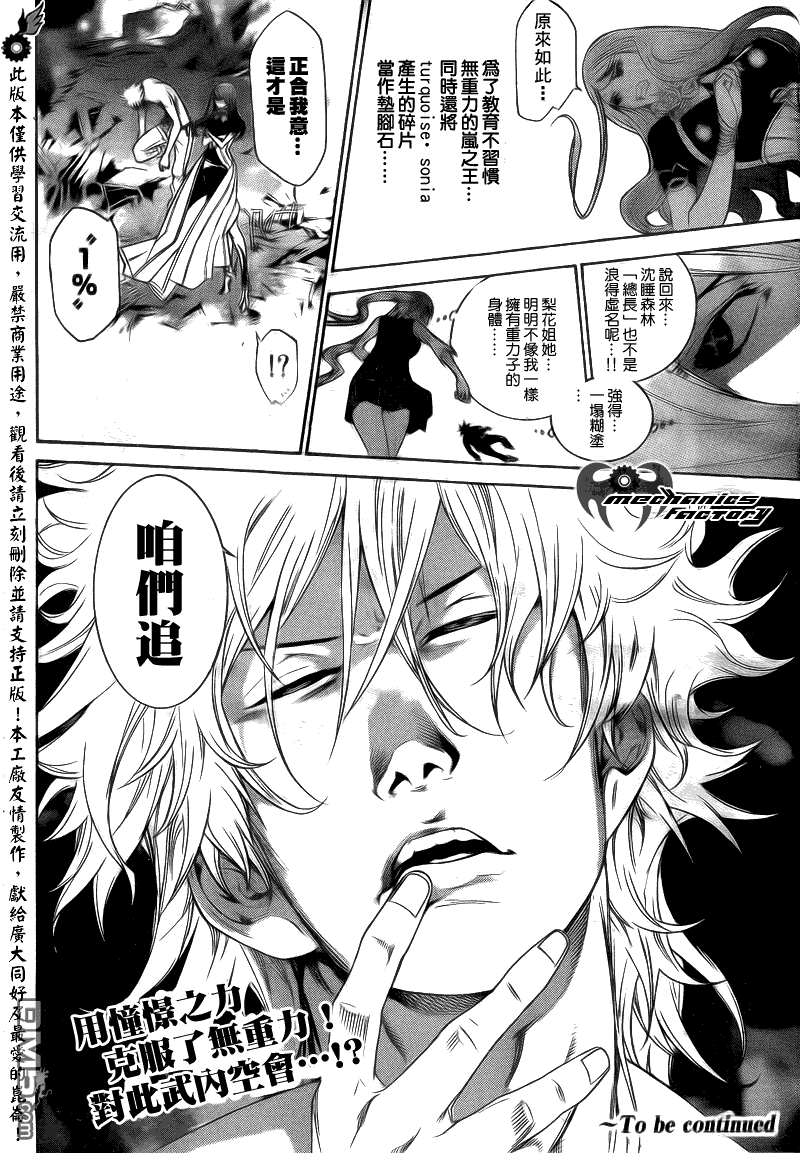 原來如此…
為了教育不習慣
無重力的嵐之王…
同時還將
turquoise・sonia
產生的碎片
當作墊腳石……
正合我意…
這才是
"1%"
說回來…
沈睡森林
「總長」也不是
浪得虛名呢…!!
強得…
一塌糊塗
…
梨花姐她…
明明不像我一樣
擁有重力子的
身體……
!?
mechanics
factory
咱們追
用憧憬之力
克服了無重力！
對此武內空會…!?
~To be continued
此版本僅供學習交流用，嚴禁商業用途，觀看後請立刻刪除並請支持正版！本工廠友情製作，獻給廣大同好及最愛的崑崙！